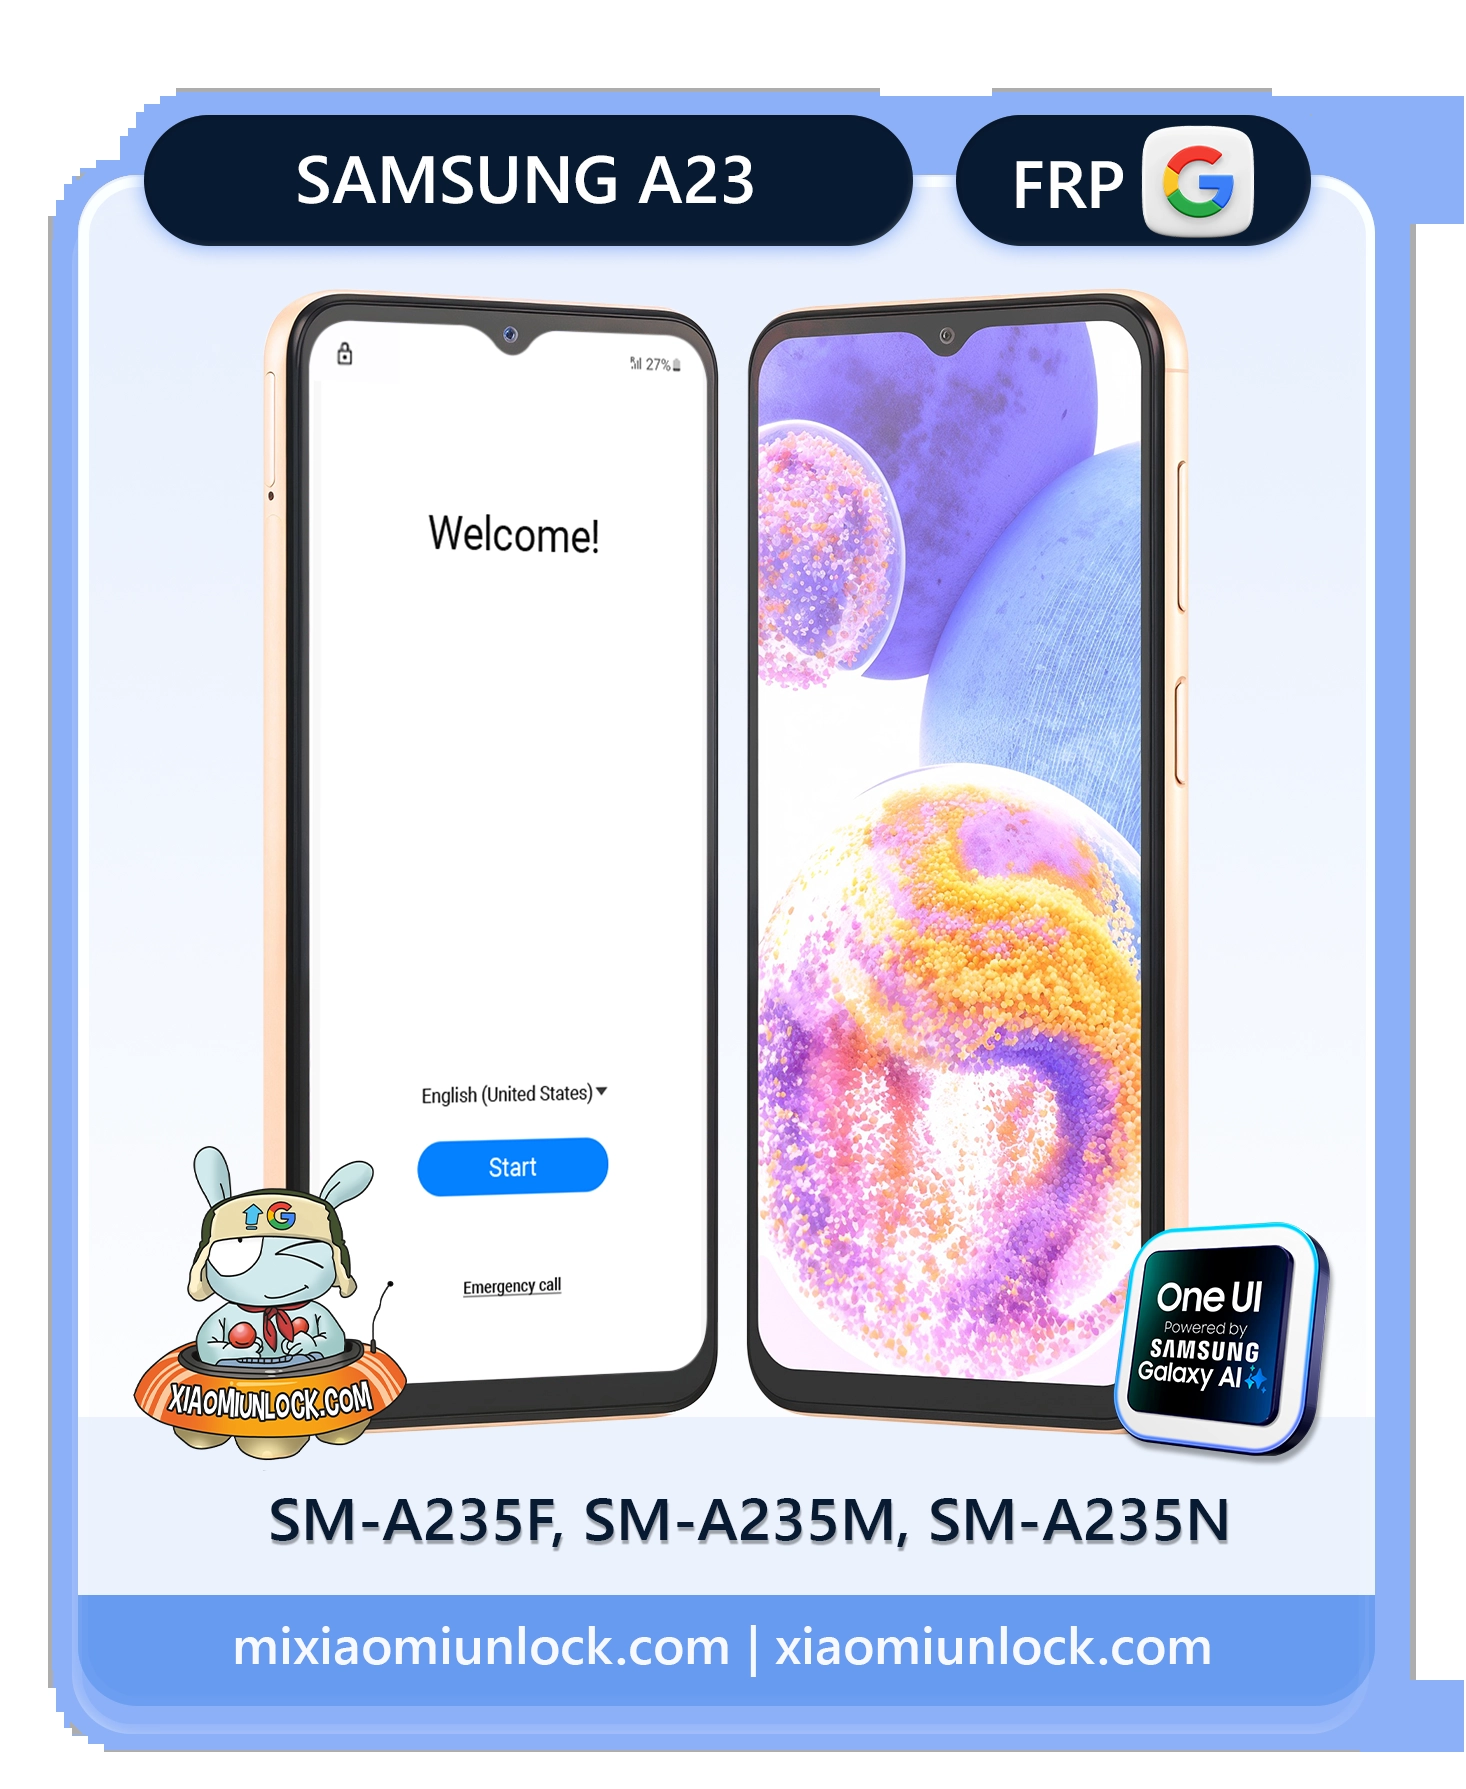 SAMSUNG A23
FRP
27%
Welcome!
English (United States)
Start
Emergency call
XIAOMIUNLOCK.COM
One UI
Powered by
SAMSUNG
Galaxy AI
SM-A235F, SM-A235M, SM-A235N
mixiaomiunlock.com | xiaomiunlock.com